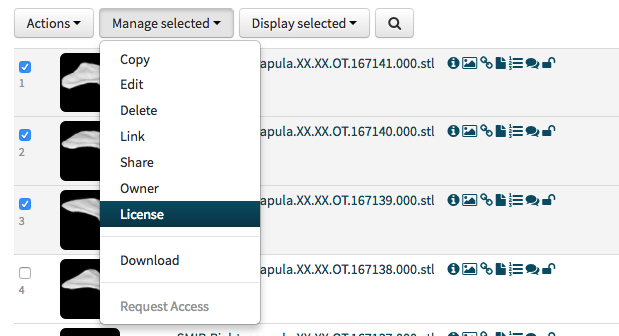 Actions Manage selected Display selected
Copy
apula.XX.XX.OT.167141.000.stl
1
Edit
Delete
Link
apula.XX.XX.OT.167140.000.stl
2
Share
Owner
apula.XX.XX.OT.167139.000.stl
3
License
Download
apula.XX.XX.OT.167138.000.stl
4
Request Access